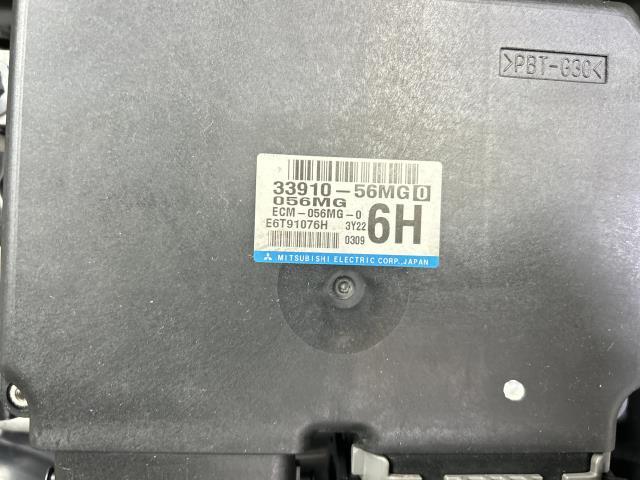 >PBT-G30<
33910-56MG0
056MG
ECM-056MG-0
E6T91076H 3Y22
0309
6H
MITSUBISHI ELECTRIC CORP.,JAPAN